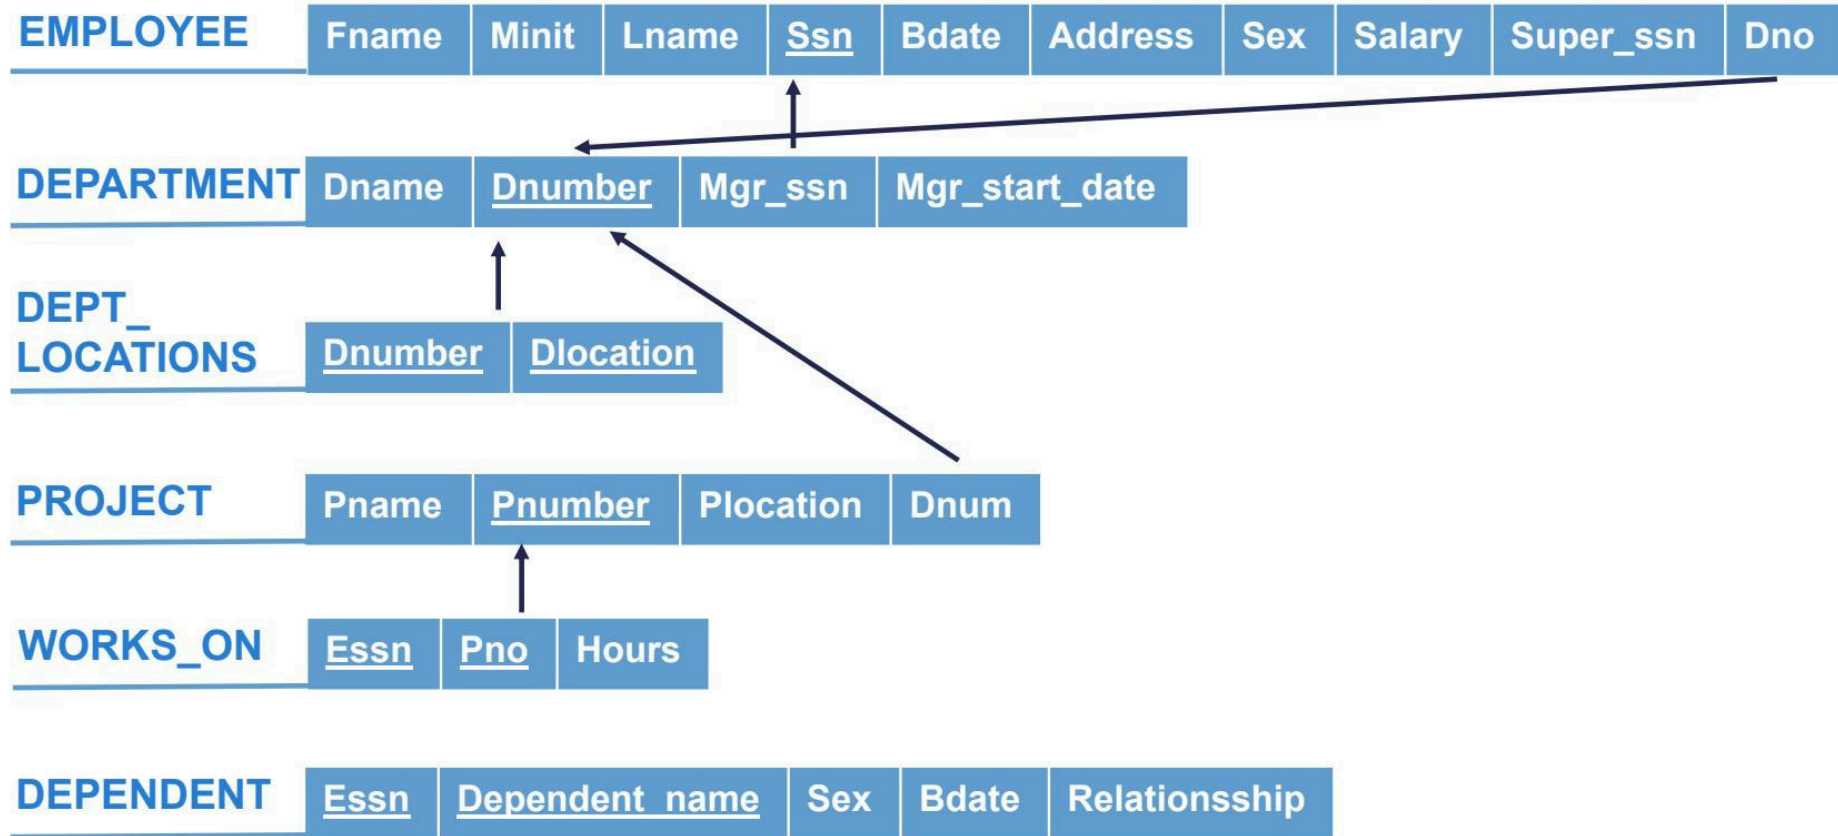 EMPLOYEE Fname Minit Lname Ssn Bdate Address Sex Salary Super_ssn Dno
DEPARTMENT Dname Dnumber Mgr_ssn Mgr_start_date
DEPT_
LOCATIONS Dnumber Dlocation
PROJECT Pname Pnumber Plocation Dnum
WORKS_ON Essn Pno Hours
DEPENDENT Essn Dependent_name Sex Bdate Relationsship